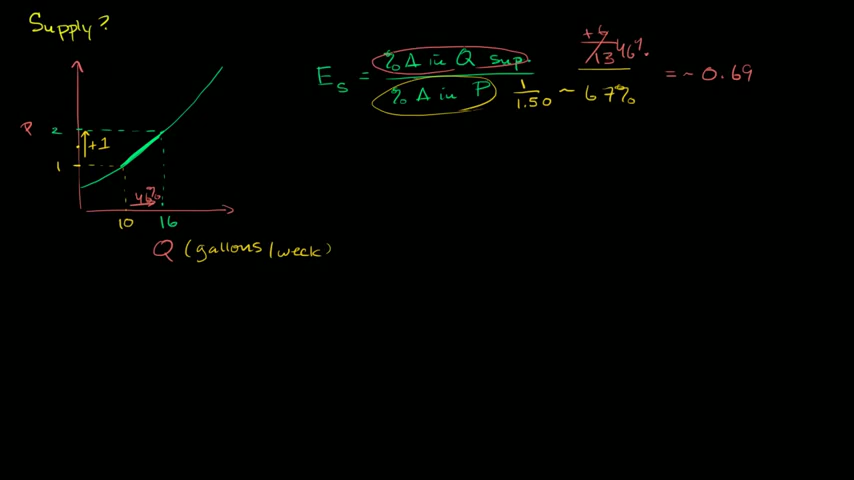 Supply?
E_S = %Δ in Q sup. / %Δ in P
+6/13 46%
1/1.50 ~ 67%
= ~ 0.69
P
2
+1
1
46%
10 16
Q (gallons/week)